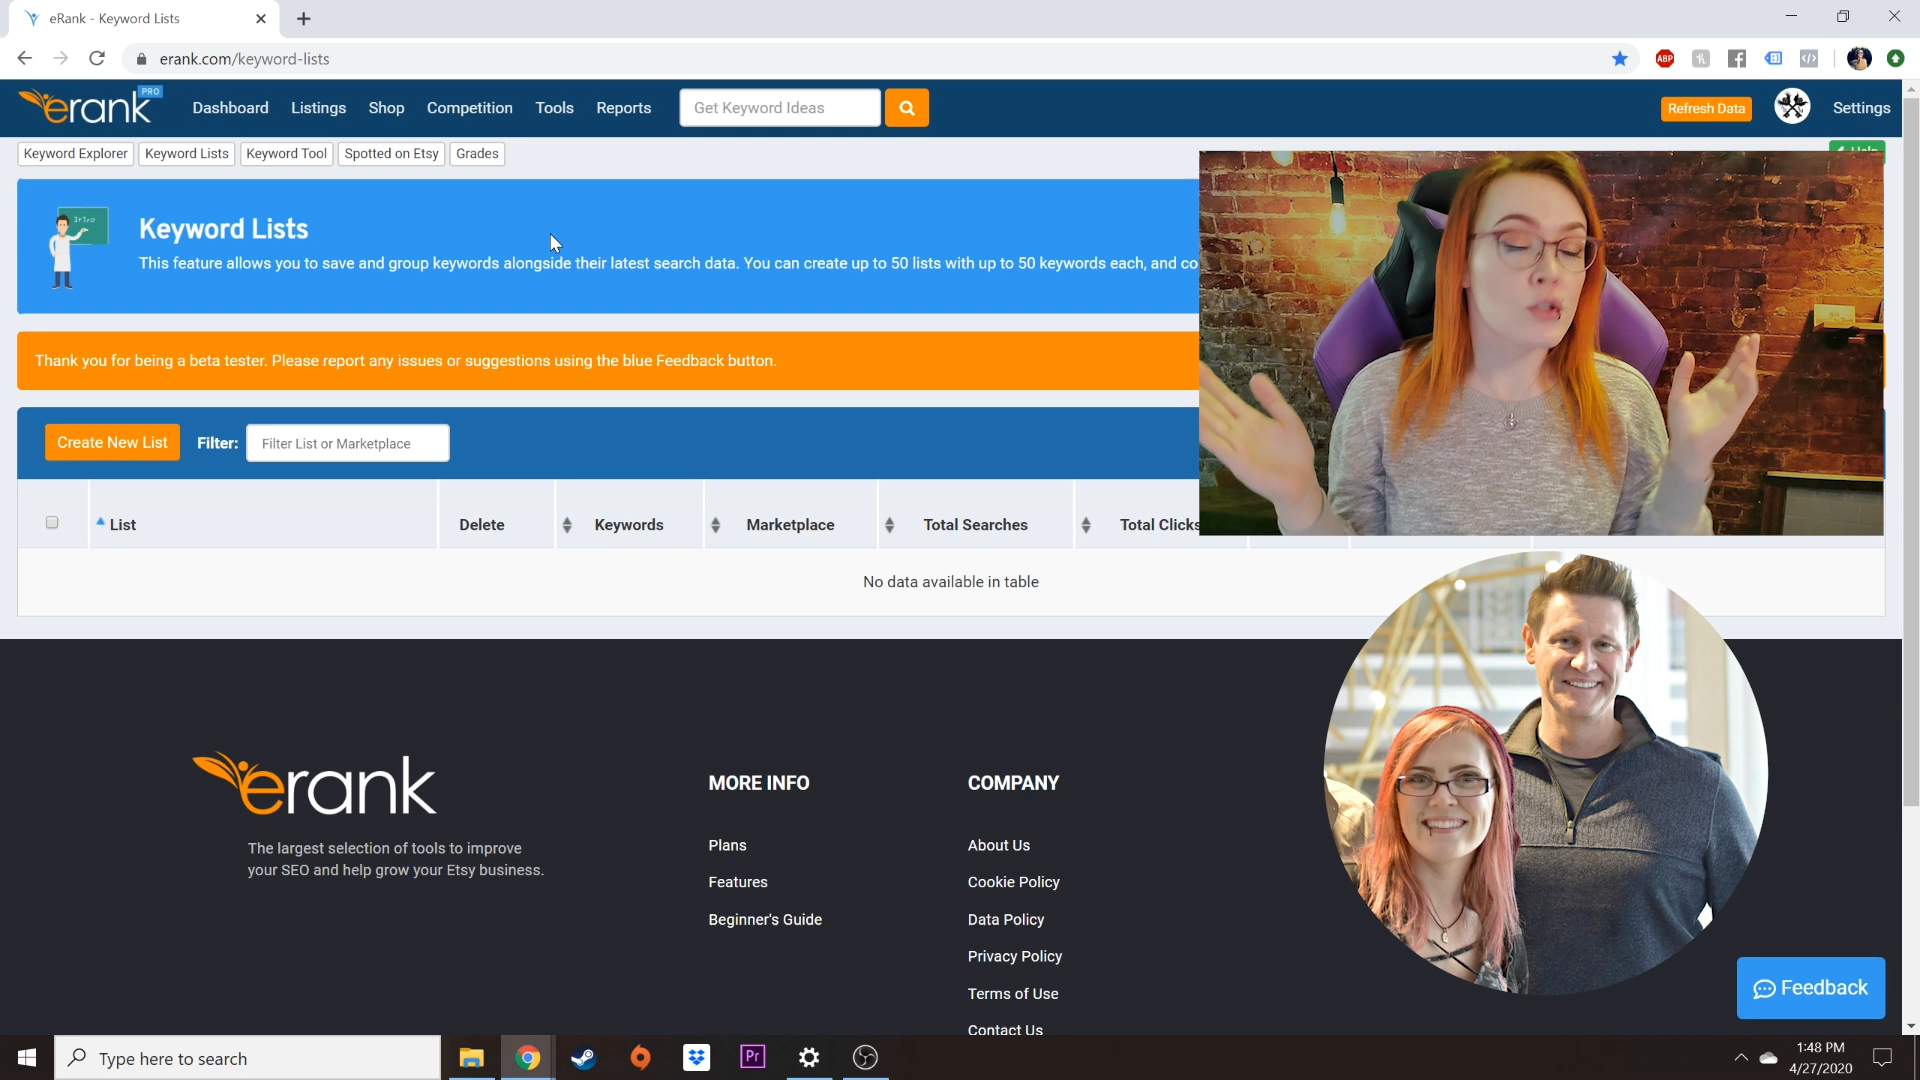 eRank - Keyword Lists
erank.com/keyword-lists
ABP
erank PRO
Dashboard Listings Shop Competition Tools Reports Get Keyword Ideas Refresh Data Settings
Keyword Explorer Keyword Lists Keyword Tool Spotted on Etsy Grades
Help
Intro
Keyword Lists
This feature allows you to save and group keywords alongside their latest search data. You can create up to 50 lists with up to 50 keywords each, and co
Thank you for being a beta tester. Please report any issues or suggestions using the blue Feedback button.
Create New List Filter: Filter List or Marketplace
List Delete Keywords Marketplace Total Searches Total Clicks
No data available in table
erank
The largest selection of tools to improve
your SEO and help grow your Etsy business.
MORE INFO
Plans
Features
Beginner's Guide
COMPANY
About Us
Cookie Policy
Data Policy
Privacy Policy
Terms of Use
Contact Us
Feedback
Type here to search
Pr
1:48 PM
4/27/2020